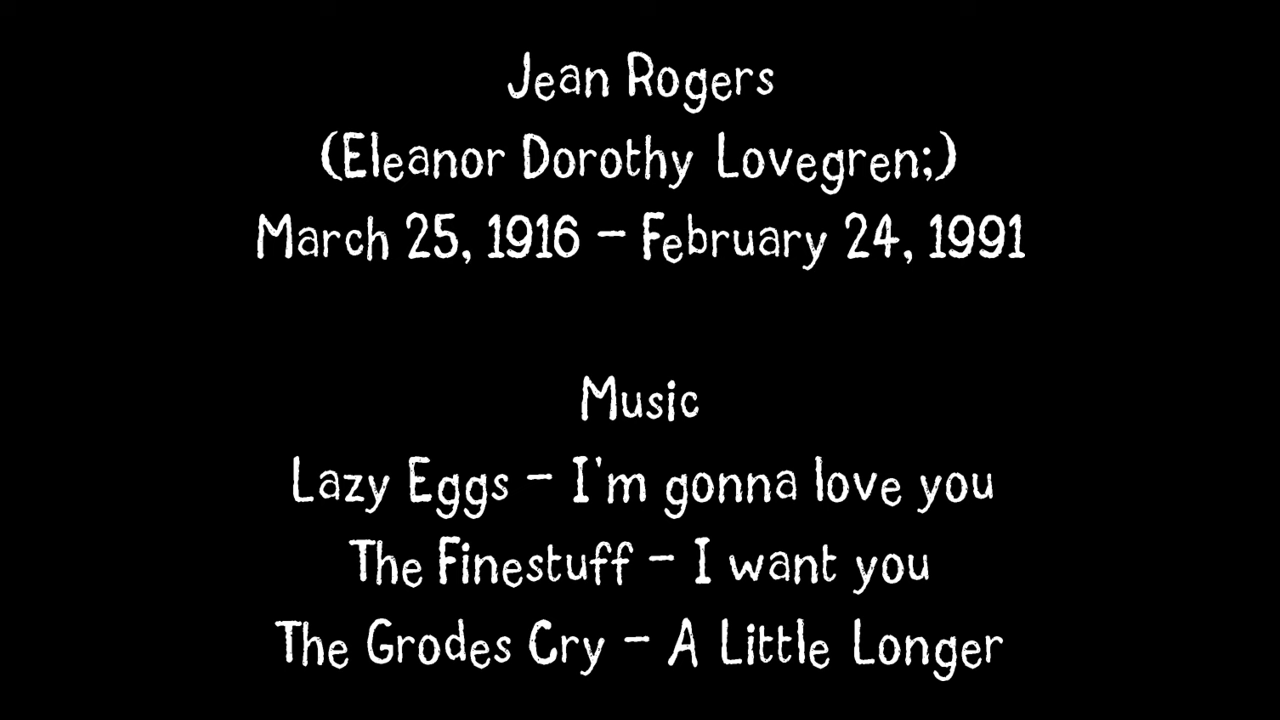 Jean Rogers
(Eleanor Dorothy Lovegren;)
March 25, 1916 – February 24, 1991
Music
Lazy Eggs - I'm gonna love you
The Finestuff - I want you
The Grodes Cry - A Little Longer